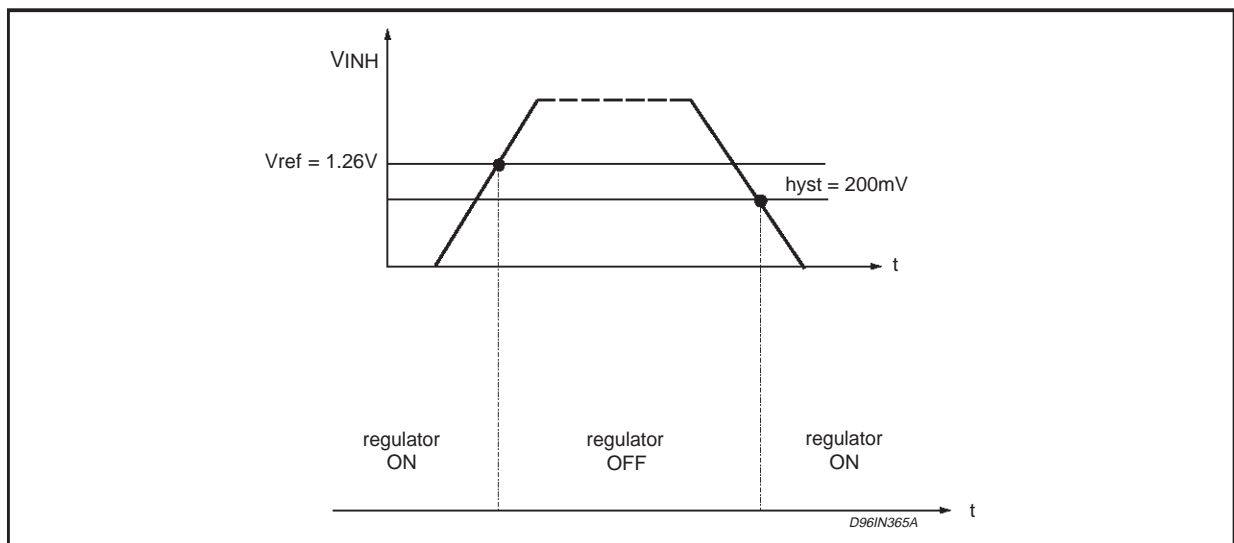 VINH
Vref = 1.26V
hyst = 200mV
t
regulator
ON
regulator
OFF
regulator
ON
t
D96IN365A